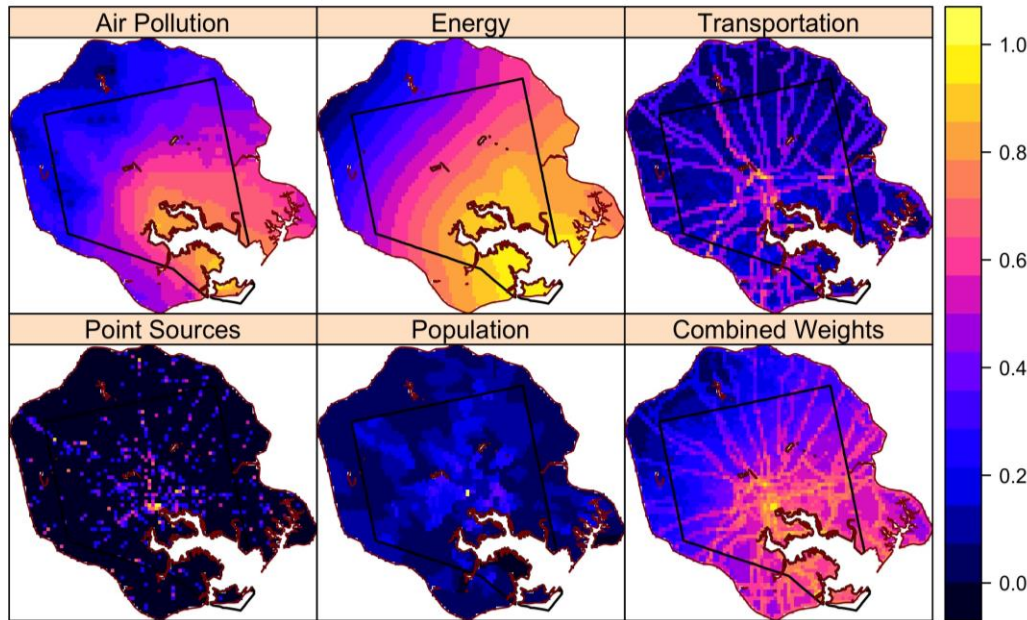 Air Pollution
Energy
Transportation
Point Sources
Population
Combined Weights
1.0
0.8
0.6
0.4
0.2
0.0